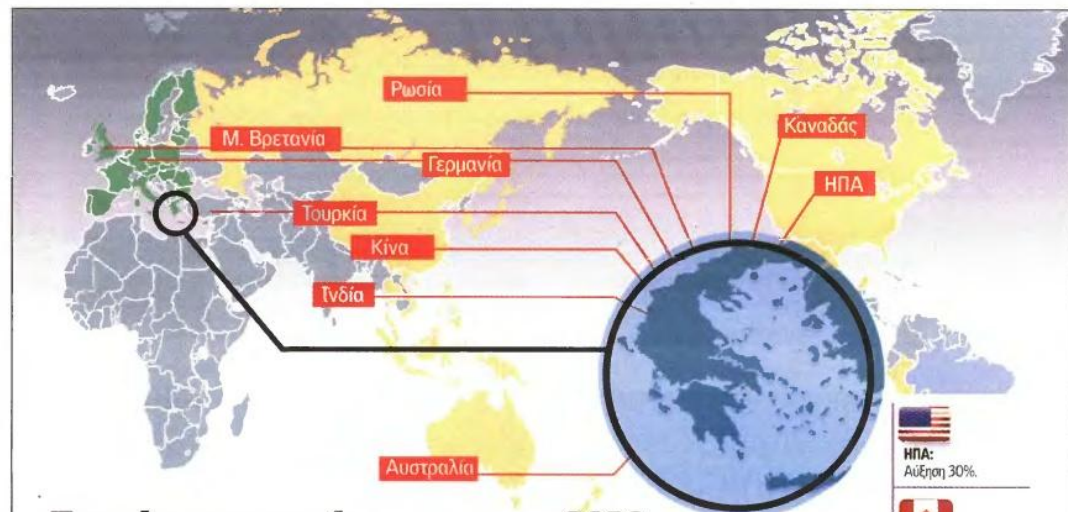 Ρωσία
Καναδάς
Μ. Βρετανία
Γερμανία
ΗΠΑ
Τουρκία
Κίνα
Ινδία
Αυστραλία
ΗΠΑ:
Αύξηση 30%.